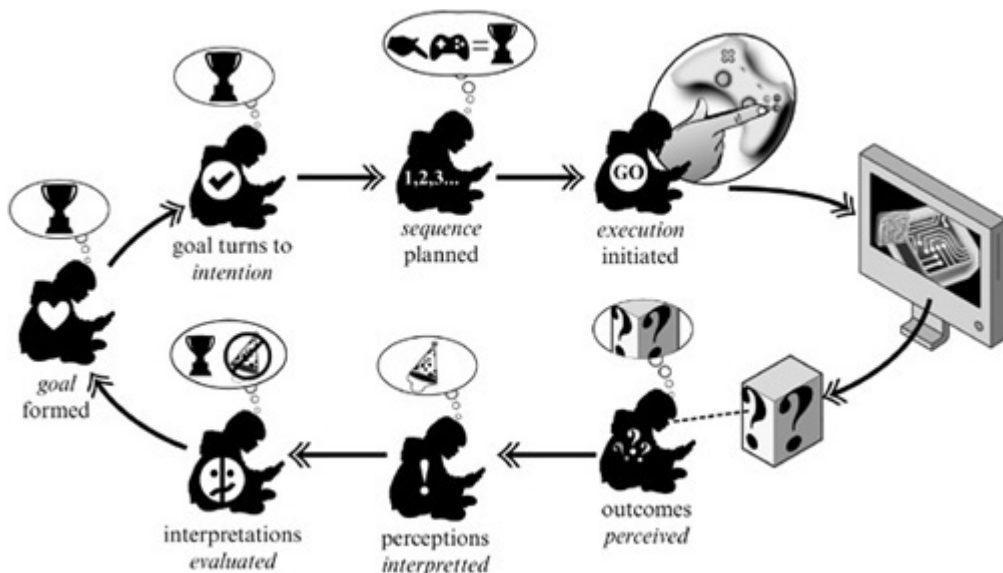 =
1,2,3...
GO
goal turns to
intention
sequence
planned
execution
initiated
goal
formed
? ?
? ?
???
!
interpretations
evaluated
perceptions
interpretted
outcomes
perceived